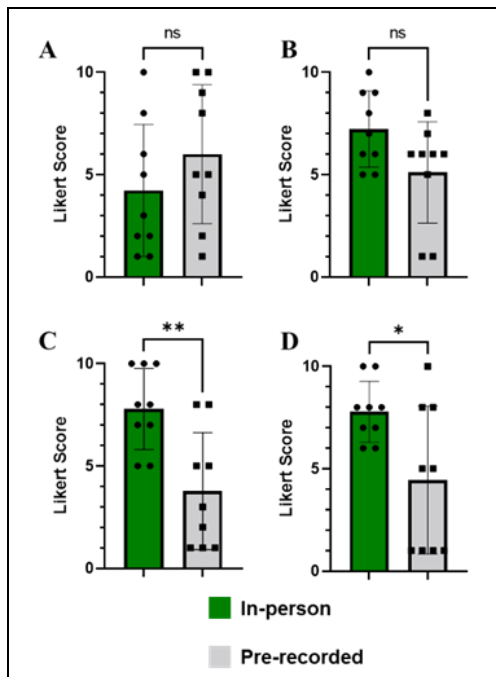 A
ns
Likert Score
10
5
0
B
ns
Likert Score
10
5
0
C
**
Likert Score
10
5
0
D
*
Likert Score
10
5
0
In-person
Pre-recorded